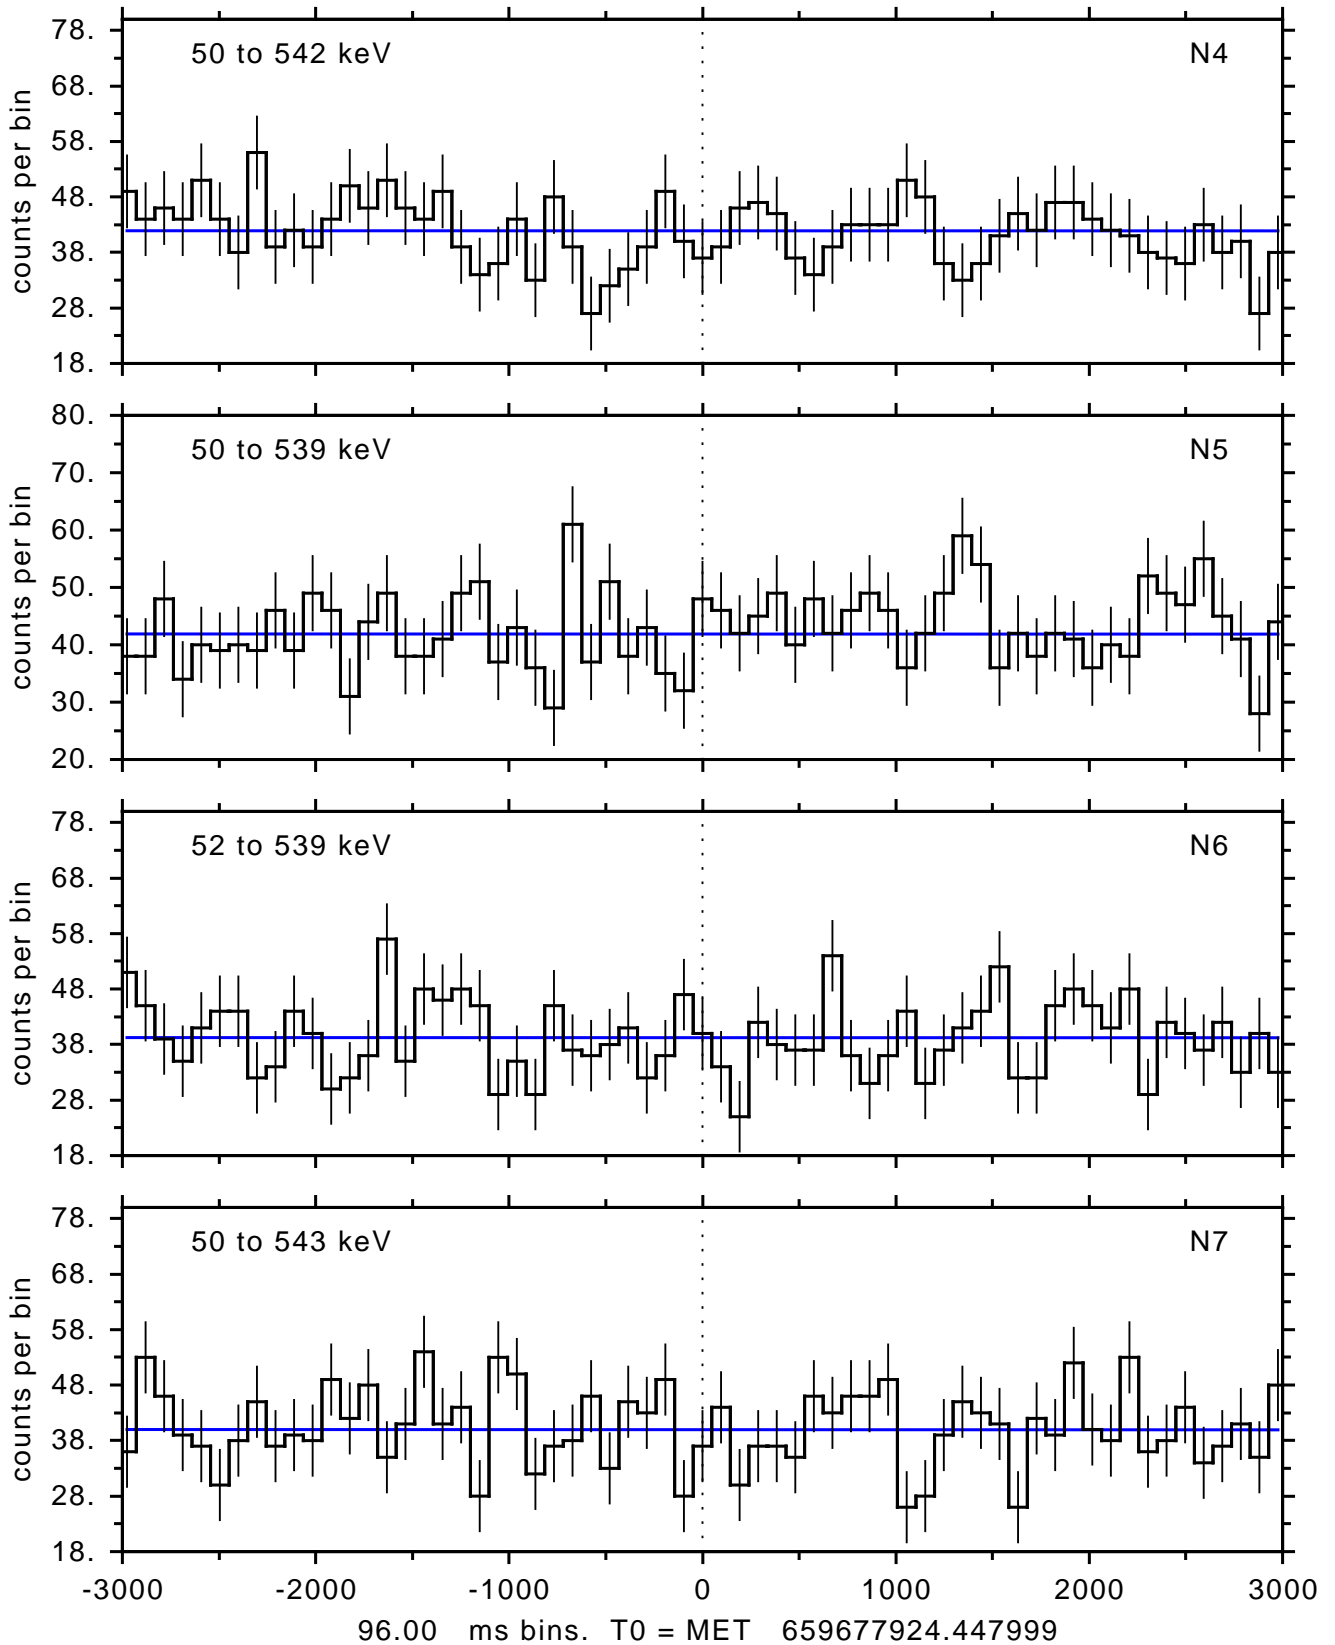 78.
68.
58.
48.
38.
28.
18.
counts per bin
50 to 542 keV
N4
80.
70.
60.
50.
40.
30.
20.
counts per bin
50 to 539 keV
N5
78.
68.
58.
48.
38.
28.
18.
counts per bin
52 to 539 keV
N6
78.
68.
58.
48.
38.
28.
18.
counts per bin
50 to 543 keV
N7
-3000 -2000 -1000 0 1000 2000 3000
96.00 ms bins. T0 = MET 659677924.447999